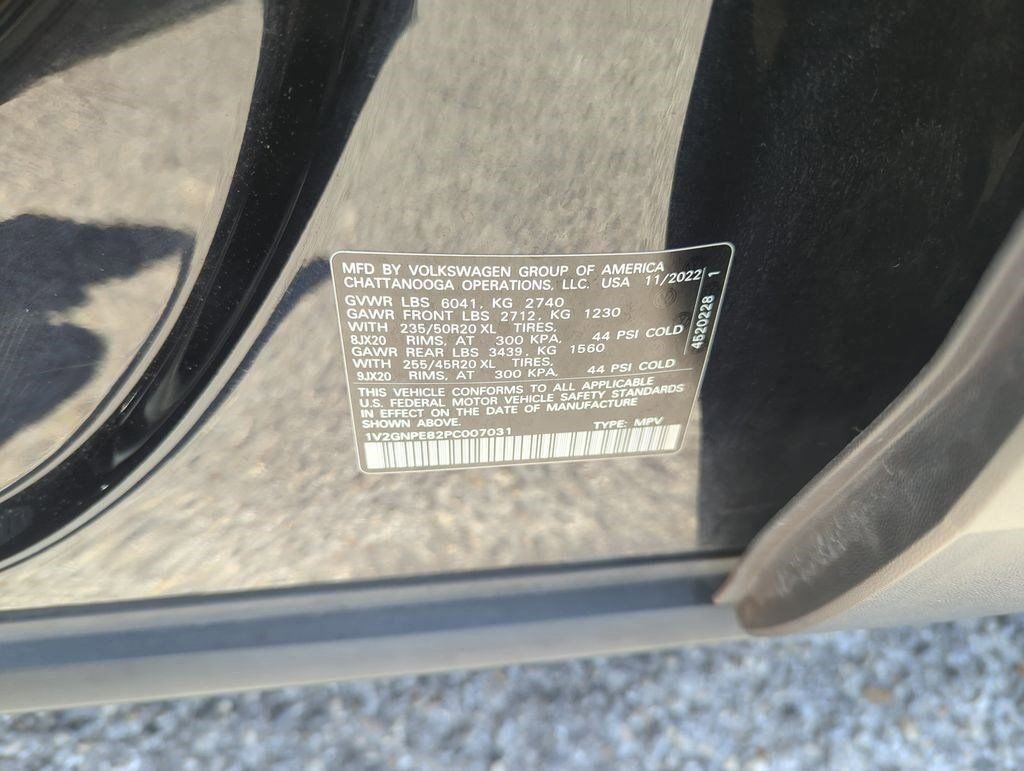 MFD BY VOLKSWAGEN GROUP OF AMERICA
CHATTANOOGA OPERATIONS, LLC. USA 11/2022
GVWR LBS 6041, KG 2740
GAWR FRONT LBS 2712, KG 1230
WITH 235/50R20 XL TIRES,
8JX20 RIMS, AT 300 KPA, 44 PSI COLD
GAWR REAR LBS 3439, KG 1560
WITH 255/45R20 XL TIRES,
9JX20 RIMS, AT 300 KPA, 44 PSI COLD
THIS VEHICLE CONFORMS TO ALL APPLICABLE
U.S. FEDERAL MOTOR VEHICLE SAFETY STANDARDS
IN EFFECT ON THE DATE OF MANUFACTURE
SHOWN ABOVE.
1V2GNPE82PC007031 TYPE: MPV
4520228 1